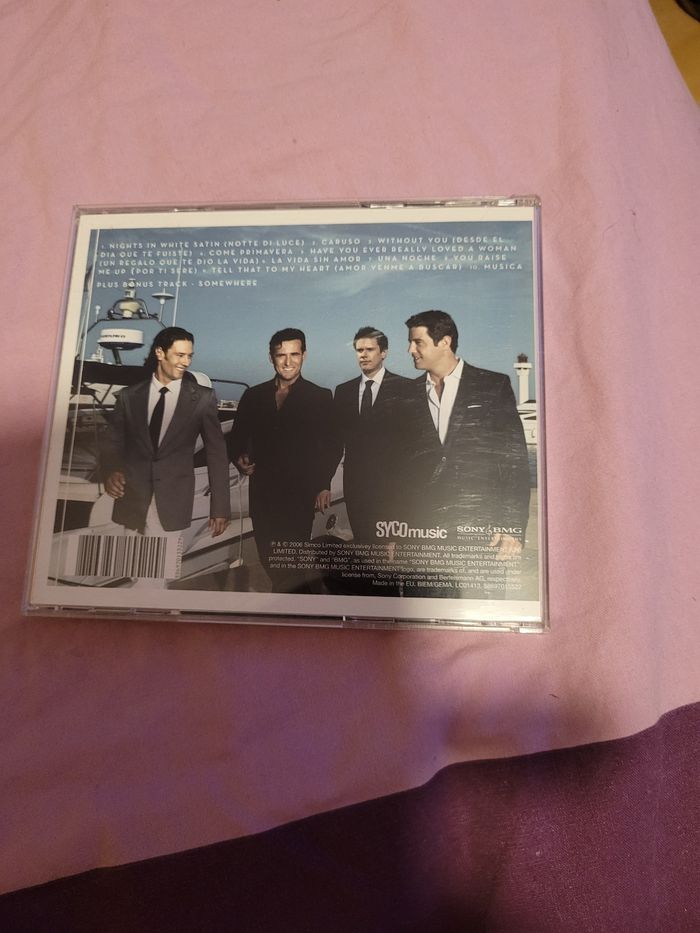 1. NIGHTS IN WHITE SATIN (NOTTE DI LUCE) 2. CARUSO 3. WITHOUT YOU (DESDE EL
DIA QUE TE FUISTE) 4. COME PRIMAVERA 5. HAVE YOU EVER REALLY LOVED A WOMAN
(UN REGALO QUE TE DIO LA VIDA) 6. LA VIDA SIN AMOR 7. UNA NOCHE 8. YOU RAISE
ME UP (POR TI SERE) 9. TELL THAT TO MY HEART (AMOR VENME A BUSCAR) 10. MUSICA
PLUS BONUS TRACK - SOMEWHERE
SYCOmusic
SONY BMG
MUSIC ENTERTAINMENT
℗ & © 2006 Simco Limited exclusively licensed to SONY BMG MUSIC ENTERTAINMENT (UK)
LIMITED. Distributed by SONY BMG MUSIC ENTERTAINMENT. All trademarks and logos are
protected. "SONY" and "BMG", as used in the name "SONY BMG MUSIC ENTERTAINMENT"
and in the SONY BMG MUSIC ENTERTAINMENT logo, are trademarks of, and are used under
license from, Sony Corporation and Bertelsmann AG, respectively.
Made in the EU. BIEM/GEMA. LC01413.